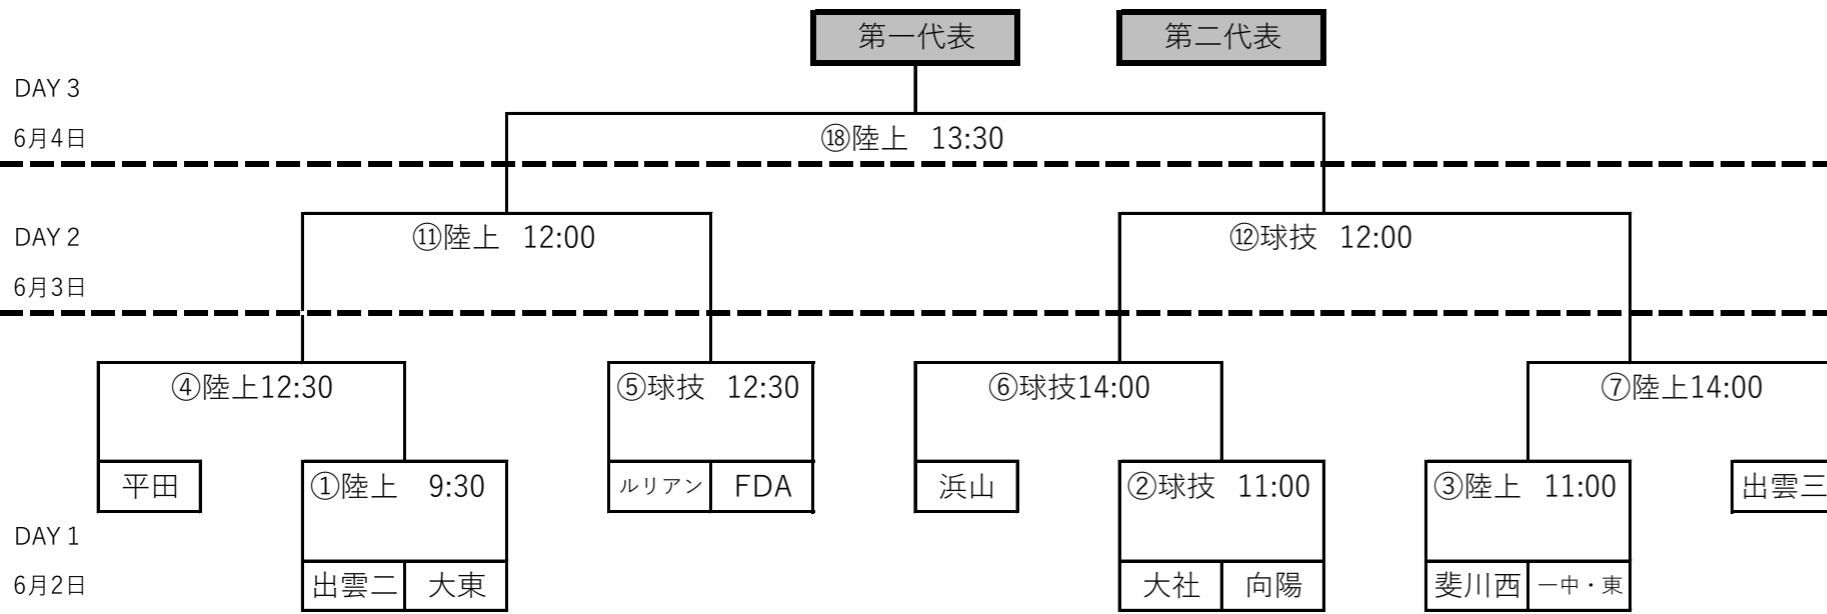 第一代表 第二代表
DAY 3
6月4日 ⑱陸上 13:30
DAY 2 ⑪陸上 12:00 ⑫球技 12:00
6月3日
④陸上12:30 ⑤球技 12:30 ⑥球技14:00 ⑦陸上14:00
平田 ①陸上 9:30 ルリアン FDA 浜山 ②球技 11:00 ③陸上 11:00 出雲三
DAY 1
6月2日 出雲二 大東 大社 向陽 斐川西 一中・東